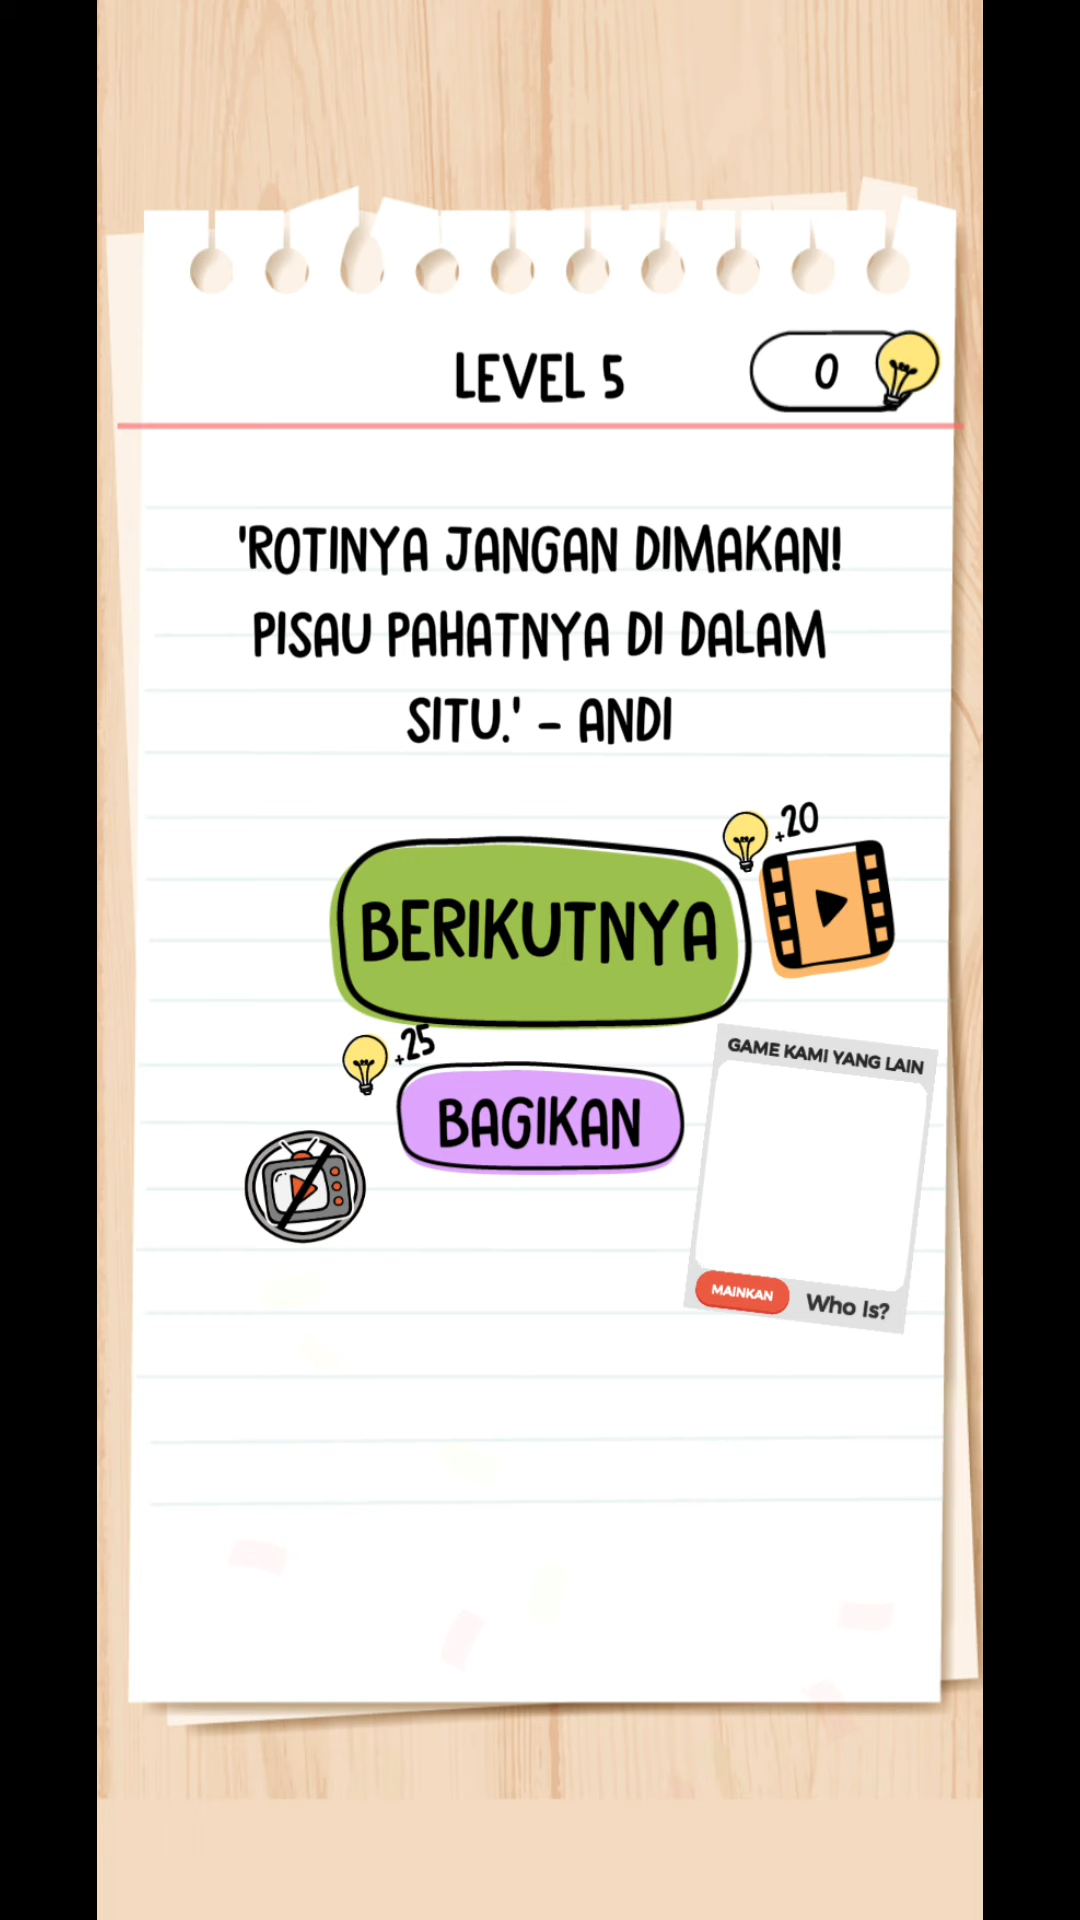 LEVEL 5
0
'ROTINYA JANGAN DIMAKAN!
PISAU PAHATNYA DI DALAM
SITU.' - ANDI
+20
BERIKUTNYA
+25
BAGIKAN
GAME KAMI YANG LAIN
MAINKAN
Who Is?